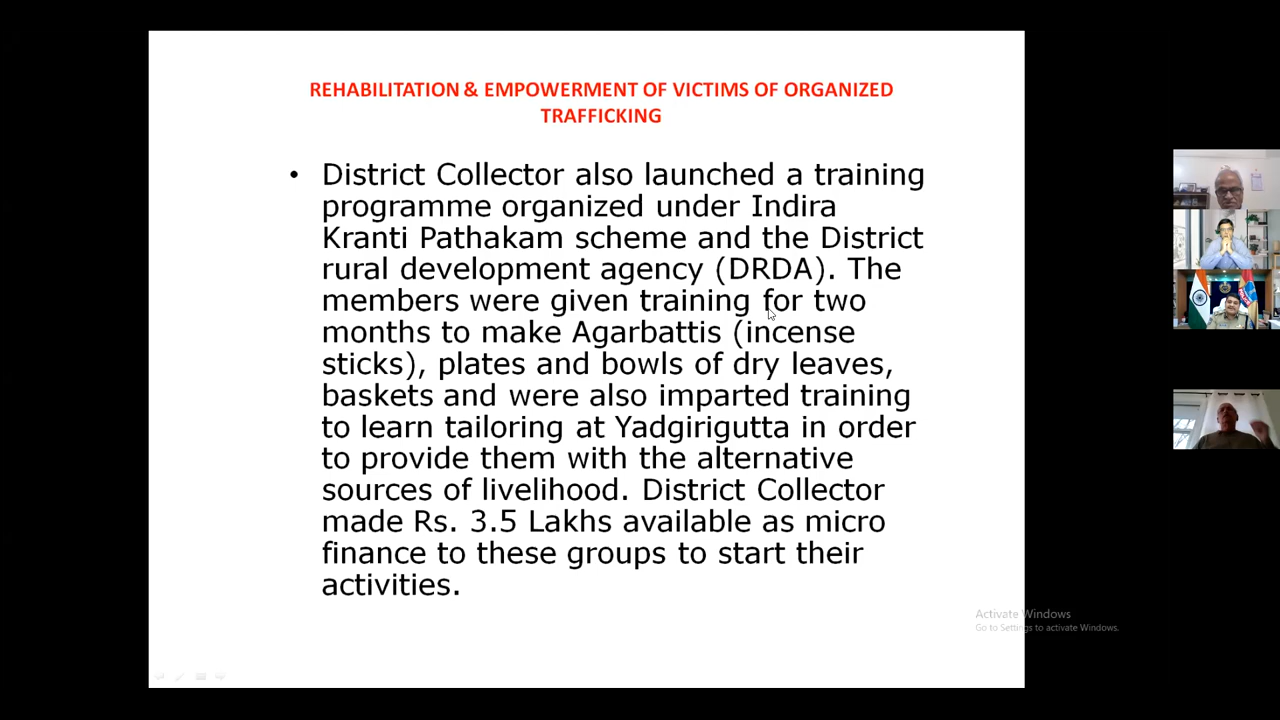 REHABILITATION & EMPOWERMENT OF VICTIMS OF ORGANIZED
TRAFFICKING
• District Collector also launched a training
programme organized under Indira
Kranti Pathakam scheme and the District
rural development agency (DRDA). The
members were given training for two
months to make Agarbattis (incense
sticks), plates and bowls of dry leaves,
baskets and were also imparted training
to learn tailoring at Yadgirigutta in order
to provide them with the alternative
sources of livelihood. District Collector
made Rs. 3.5 Lakhs available as micro
finance to these groups to start their
activities.
Activate Windows
Go to Settings to activate Windows.